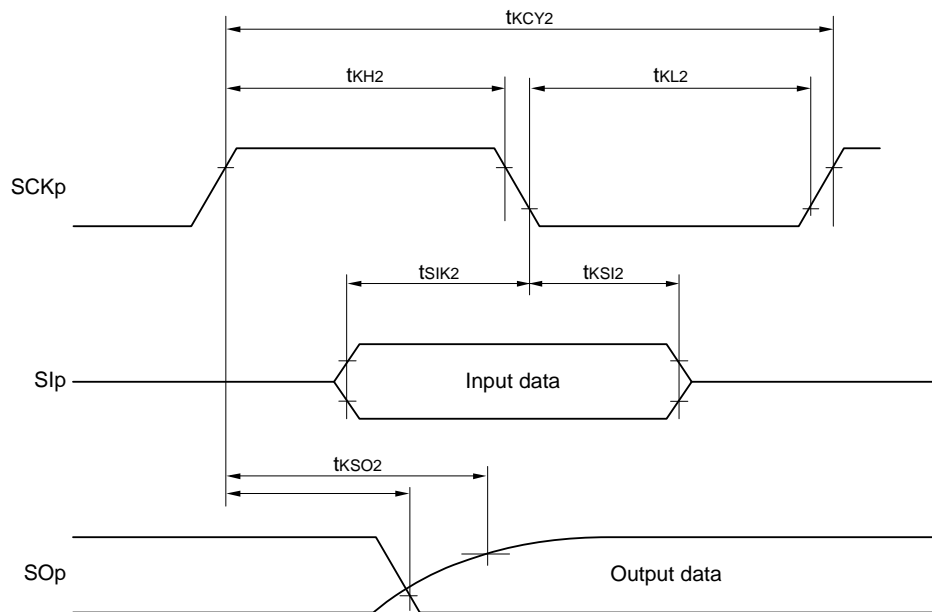 tKCY2
tKH2
tKL2
SCKp
tSIK2
tKSI2
SIp
Input data
tKSO2
SOp
Output data